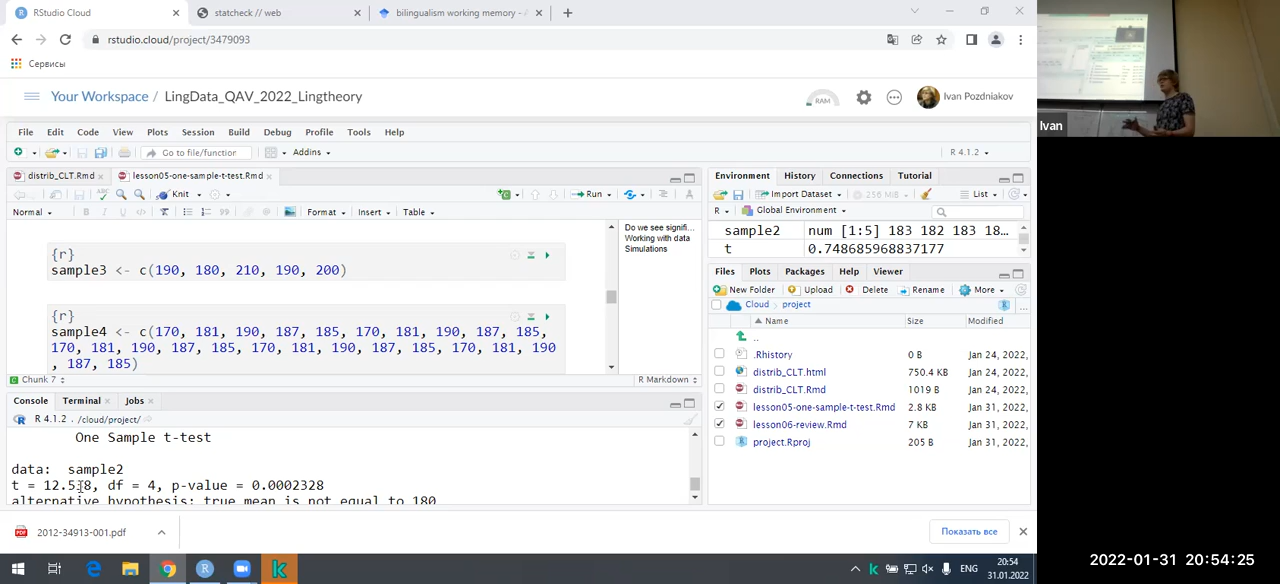 RStudio Cloud
statcheck // web
bilingualism working memory -
rstudio.cloud/project/3479093
Сервисы
Your Workspace / LingData_QAV_2022_Lingtheory
RAM
Ivan Pozdniakov
File Edit Code View Plots Session Build Debug Profile Tools Help
Go to file/function
Addins
R 4.1.2
distrib_CLT.Rmd
lesson05-one-sample-t-test.Rmd
Knit
Run
Normal
Format
Insert
Table
{r}
sample3 <- c(190, 180, 210, 190, 200)
{r}
sample4 <- c(170, 181, 190, 187, 185, 170, 181, 190, 187, 185,
170, 181, 190, 187, 185, 170, 181, 190, 187, 185, 170, 181, 190
, 187, 185)
Do we see signifi...
Working with data
Simulations
Chunk 7
R Markdown
Console Terminal Jobs
R 4.1.2 . /cloud/project/
One Sample t-test
data: sample2
t = 12.538, df = 4, p-value = 0.0002328
alternative hypothesis: true mean is not equal to 180
Environment History Connections Tutorial
Import Dataset
256 MiB
List
R
Global Environment
sample2 num [1:5] 183 182 183 18...
t 0.748685968837177
Files Plots Packages Help Viewer
New Folder Upload Delete Rename More
Cloud project
Name Size Modified
..
.Rhistory 0 B Jan 24, 2022,
distrib_CLT.html 750.4 KB Jan 24, 2022,
distrib_CLT.Rmd 1019 B Jan 24, 2022,
lesson05-one-sample-t-test.Rmd 2.8 KB Jan 31, 2022,
lesson06-review.Rmd 7 KB Jan 31, 2022,
project.Rproj 205 B Jan 31, 2022,
2012-34913-001.pdf
Показать все
ENG
20:54
31.01.2022
Ivan
2022-01-31 20:54:25